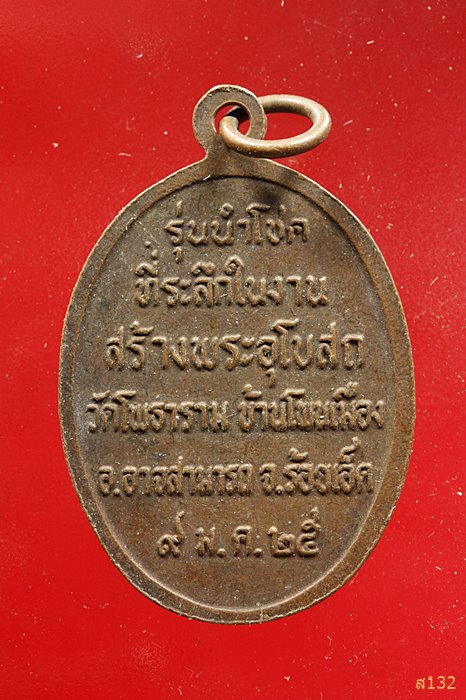 รุ่นนำโชค
ที่ระลึกในงาน
สร้างพระอุโบสถ
วัดโพธาราม บ้านโพนเมือง
อ.อาจสามารถ จ.ร้อยเอ็ด
๙ พ.ค. ๒๕
ส132